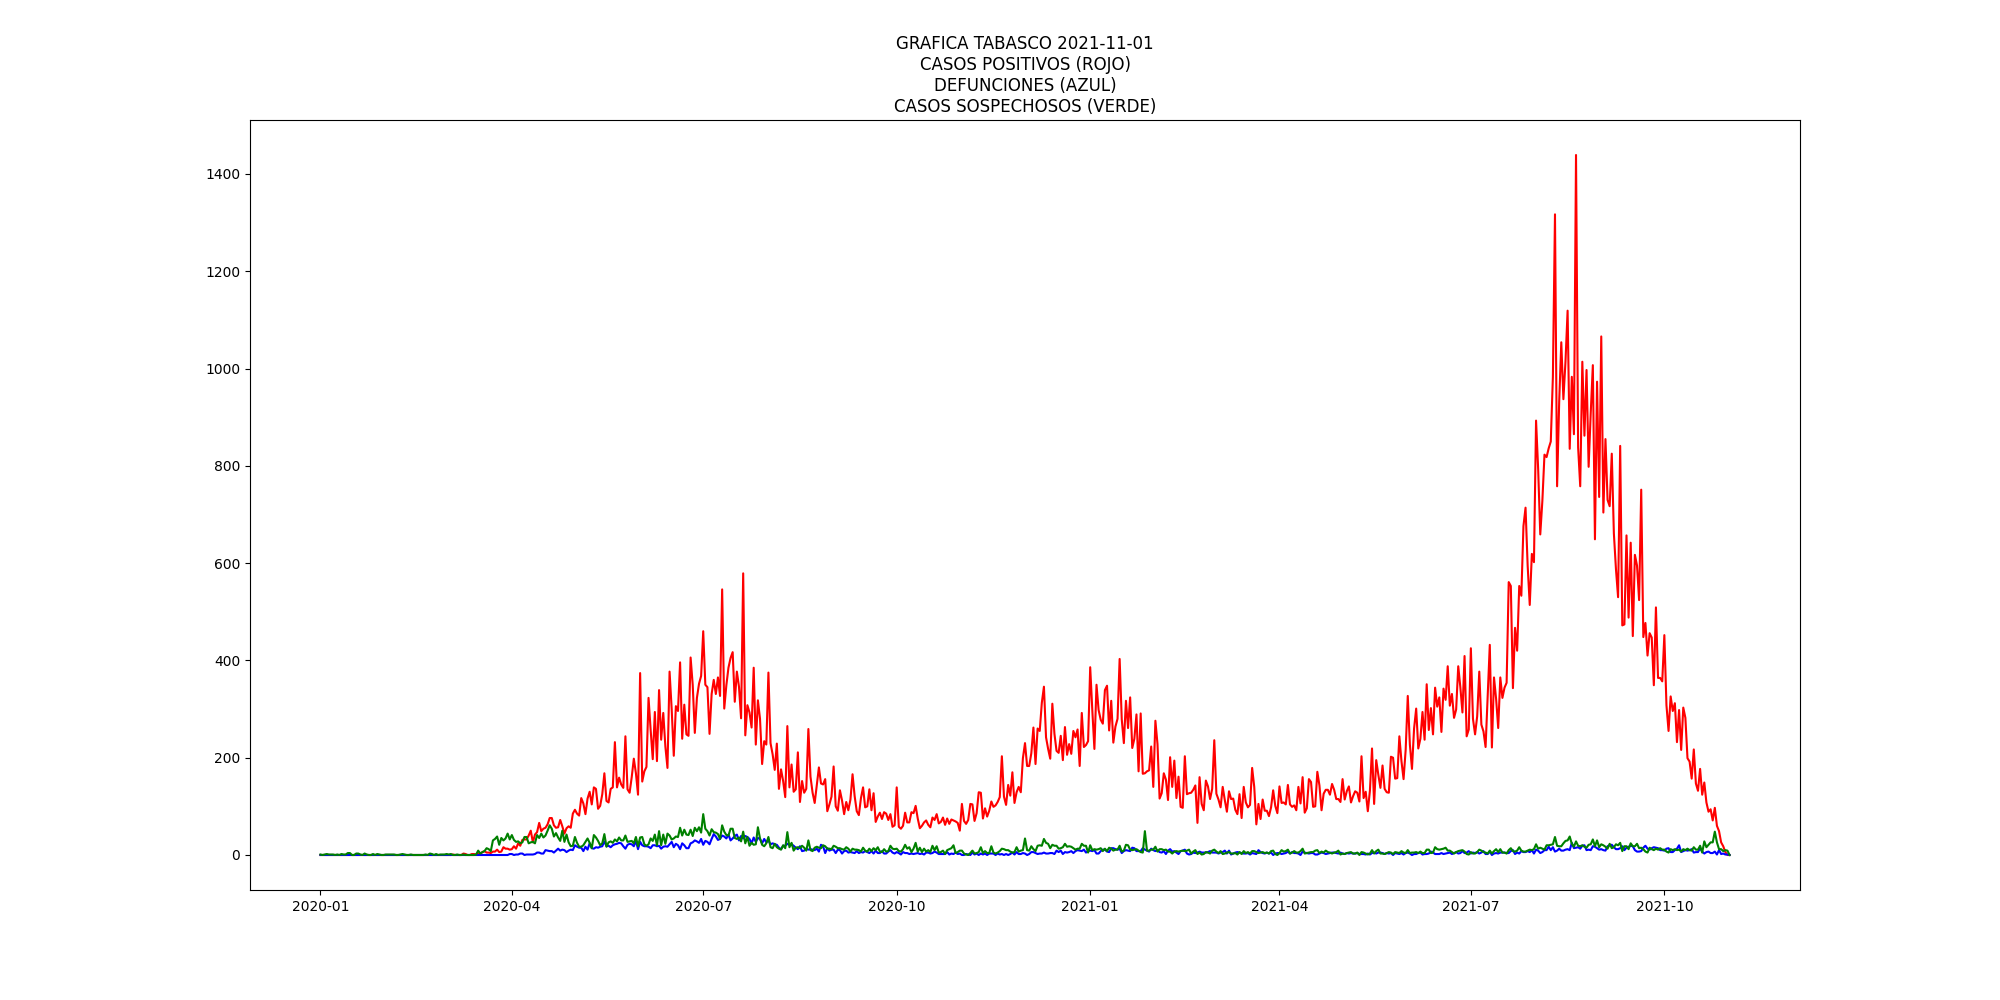 GRAFICA TABASCO 2021-11-01
CASOS POSITIVOS (ROJO)
DEFUNCIONES (AZUL)
CASOS SOSPECHOSOS (VERDE)
1400
1200
1000
800
600
400
200
0
2020-01 2020-04 2020-07 2020-10 2021-01 2021-04 2021-07 2021-10